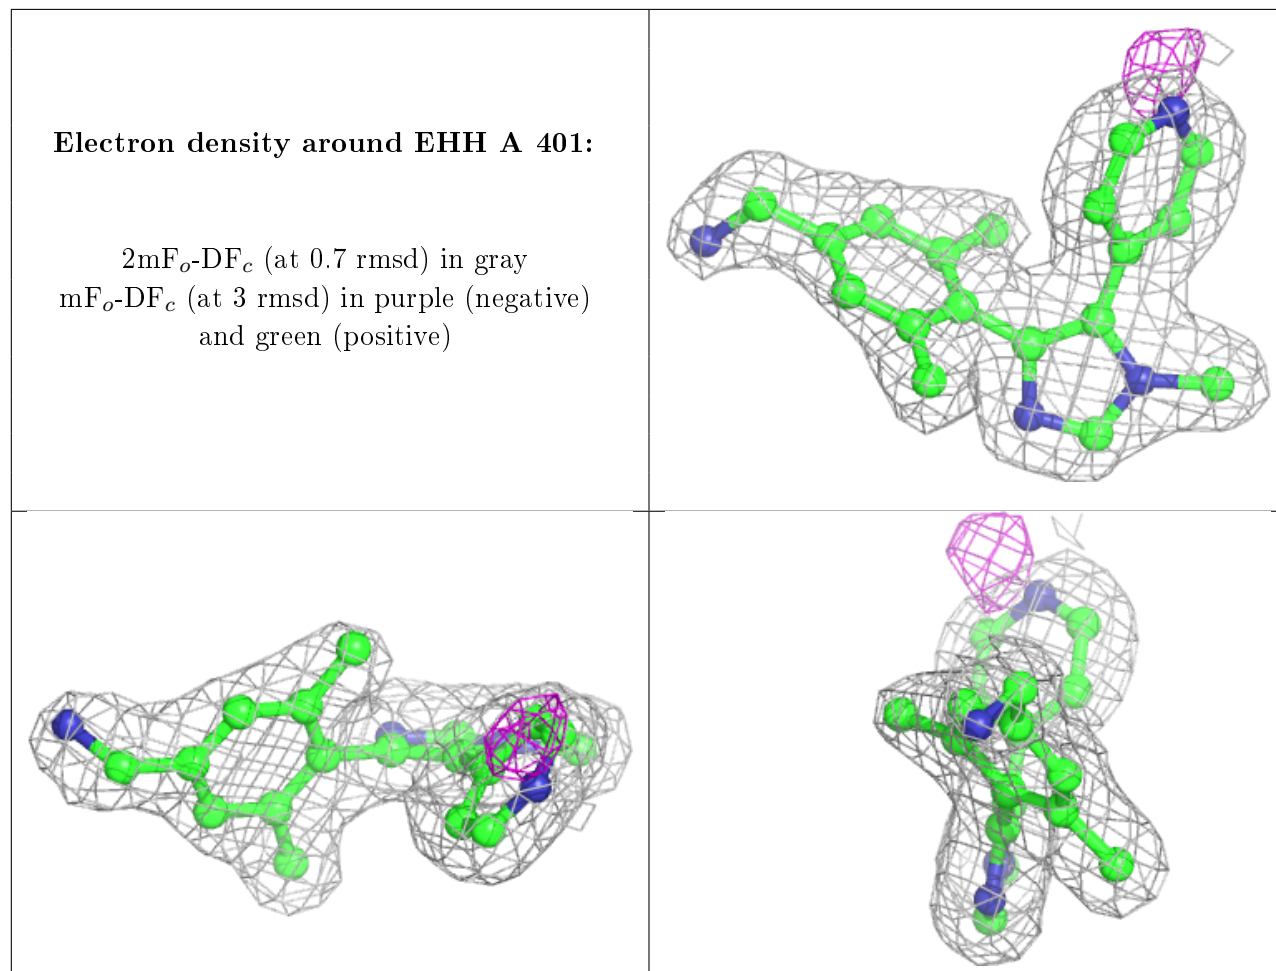 Electron density around EHH A 401:
2mFo-DFc (at 0.7 rmsd) in gray
mFo-DFc (at 3 rmsd) in purple (negative)
and green (positive)